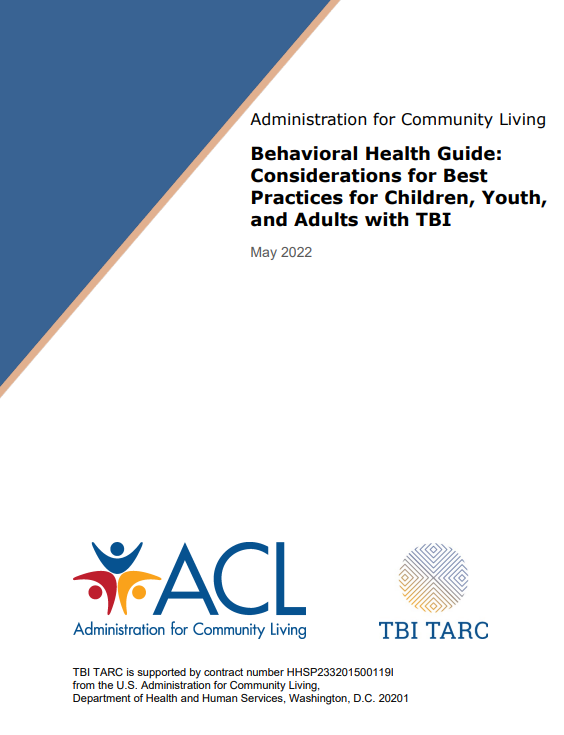 Administration for Community Living
Behavioral Health Guide:
Considerations for Best
Practices for Children, Youth,
and Adults with TBI
May 2022
ACL
Administration for Community Living
TBI TARC
TBI TARC is supported by contract number HHSP233201500119I
from the U.S. Administration for Community Living,
Department of Health and Human Services, Washington, D.C. 20201